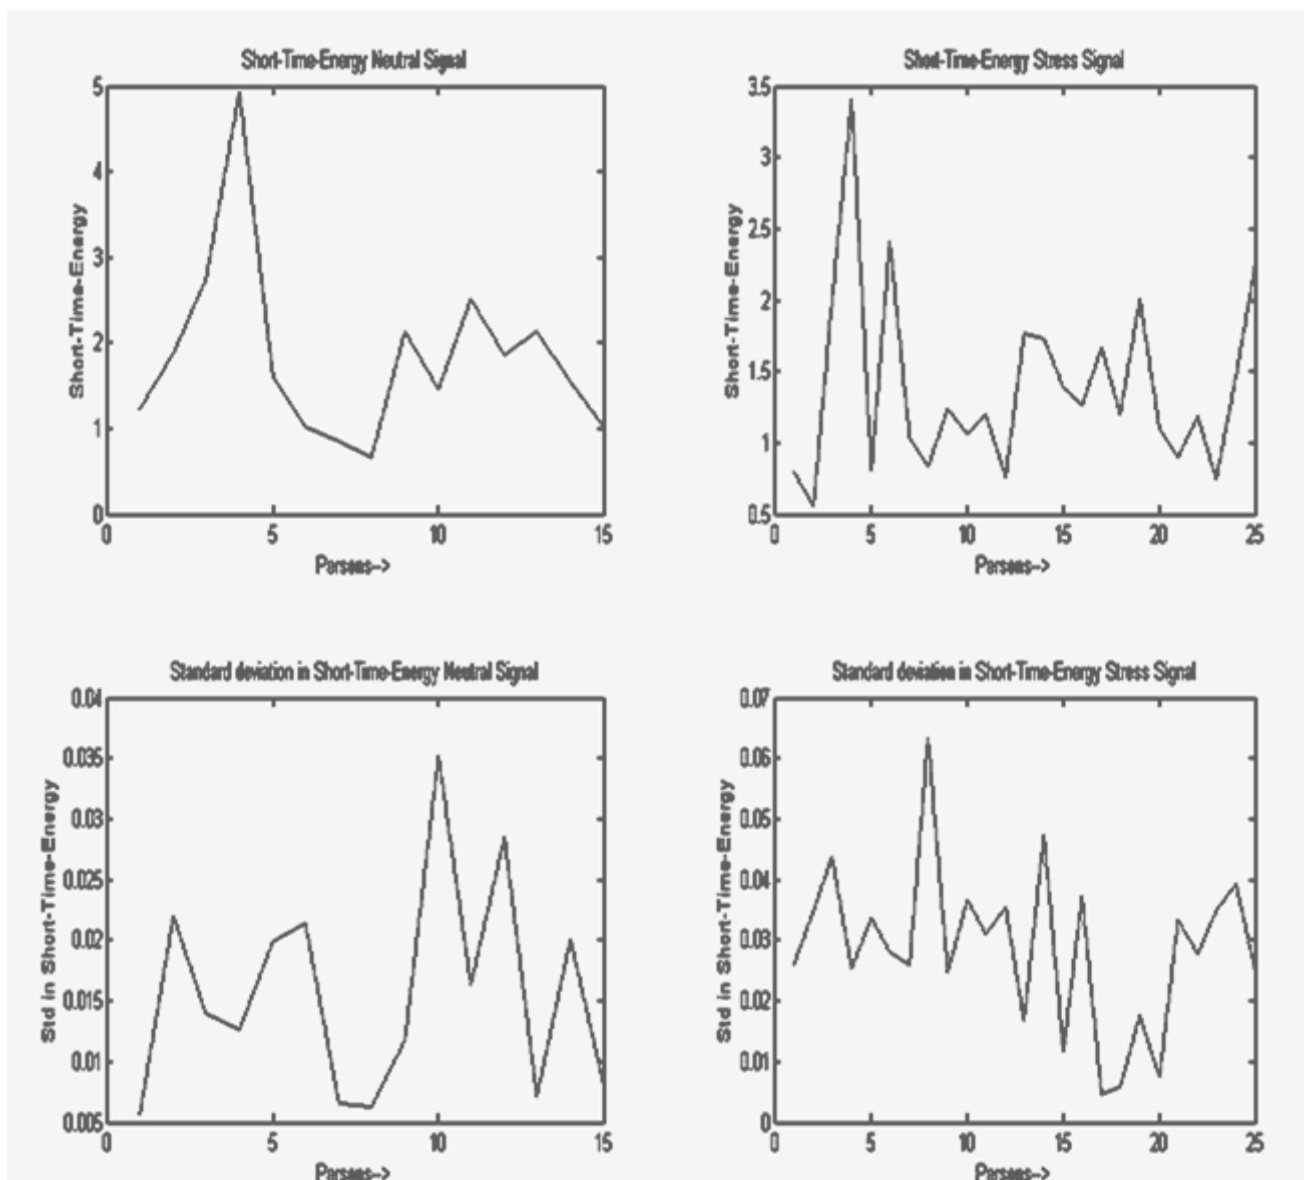 Short-Time-Energy Neutral Signal
5
4
3
2
1
0
0 5 10 15
Short-Time-Energy
Persons-->
Short-Time-Energy Stress Signal
3.5
3
2.5
2
1.5
1
0.5
0 5 10 15 20 25
Short-Time-Energy
Persons-->
Standard deviation in Short-Time-Energy Neutral Signal
0.04
0.035
0.03
0.025
0.02
0.015
0.01
0.005
0 5 10 15
Std in Short-Time-Energy
Persons-->
Standard deviation in Short-Time-Energy Stress Signal
0.07
0.06
0.05
0.04
0.03
0.02
0.01
0
0 5 10 15 20 25
Std in Short-Time-Energy
Persons-->